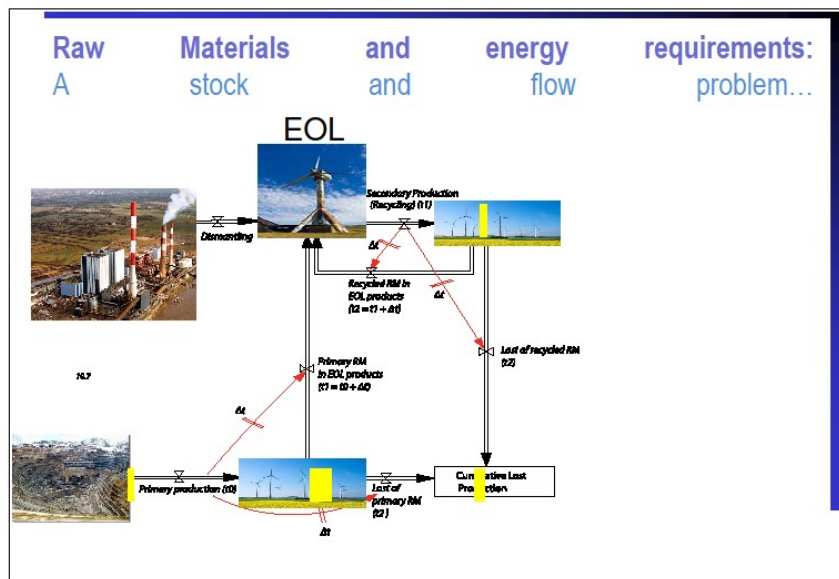 Raw Materials and energy requirements:
A stock and flow problem…
EOL
Secondary Production
(Recycling) (t1)
Dismantling
Δt
Recycled RM in
EOL products
(t2 = t1 + Δt)
Δt
Lost of recycled RM
(t2)
Primary RM
in EOL products
(t1 = t0 + Δt)
Δt
Primary production (t0)
Lost of
primary RM
(t2 )
Δt
Production